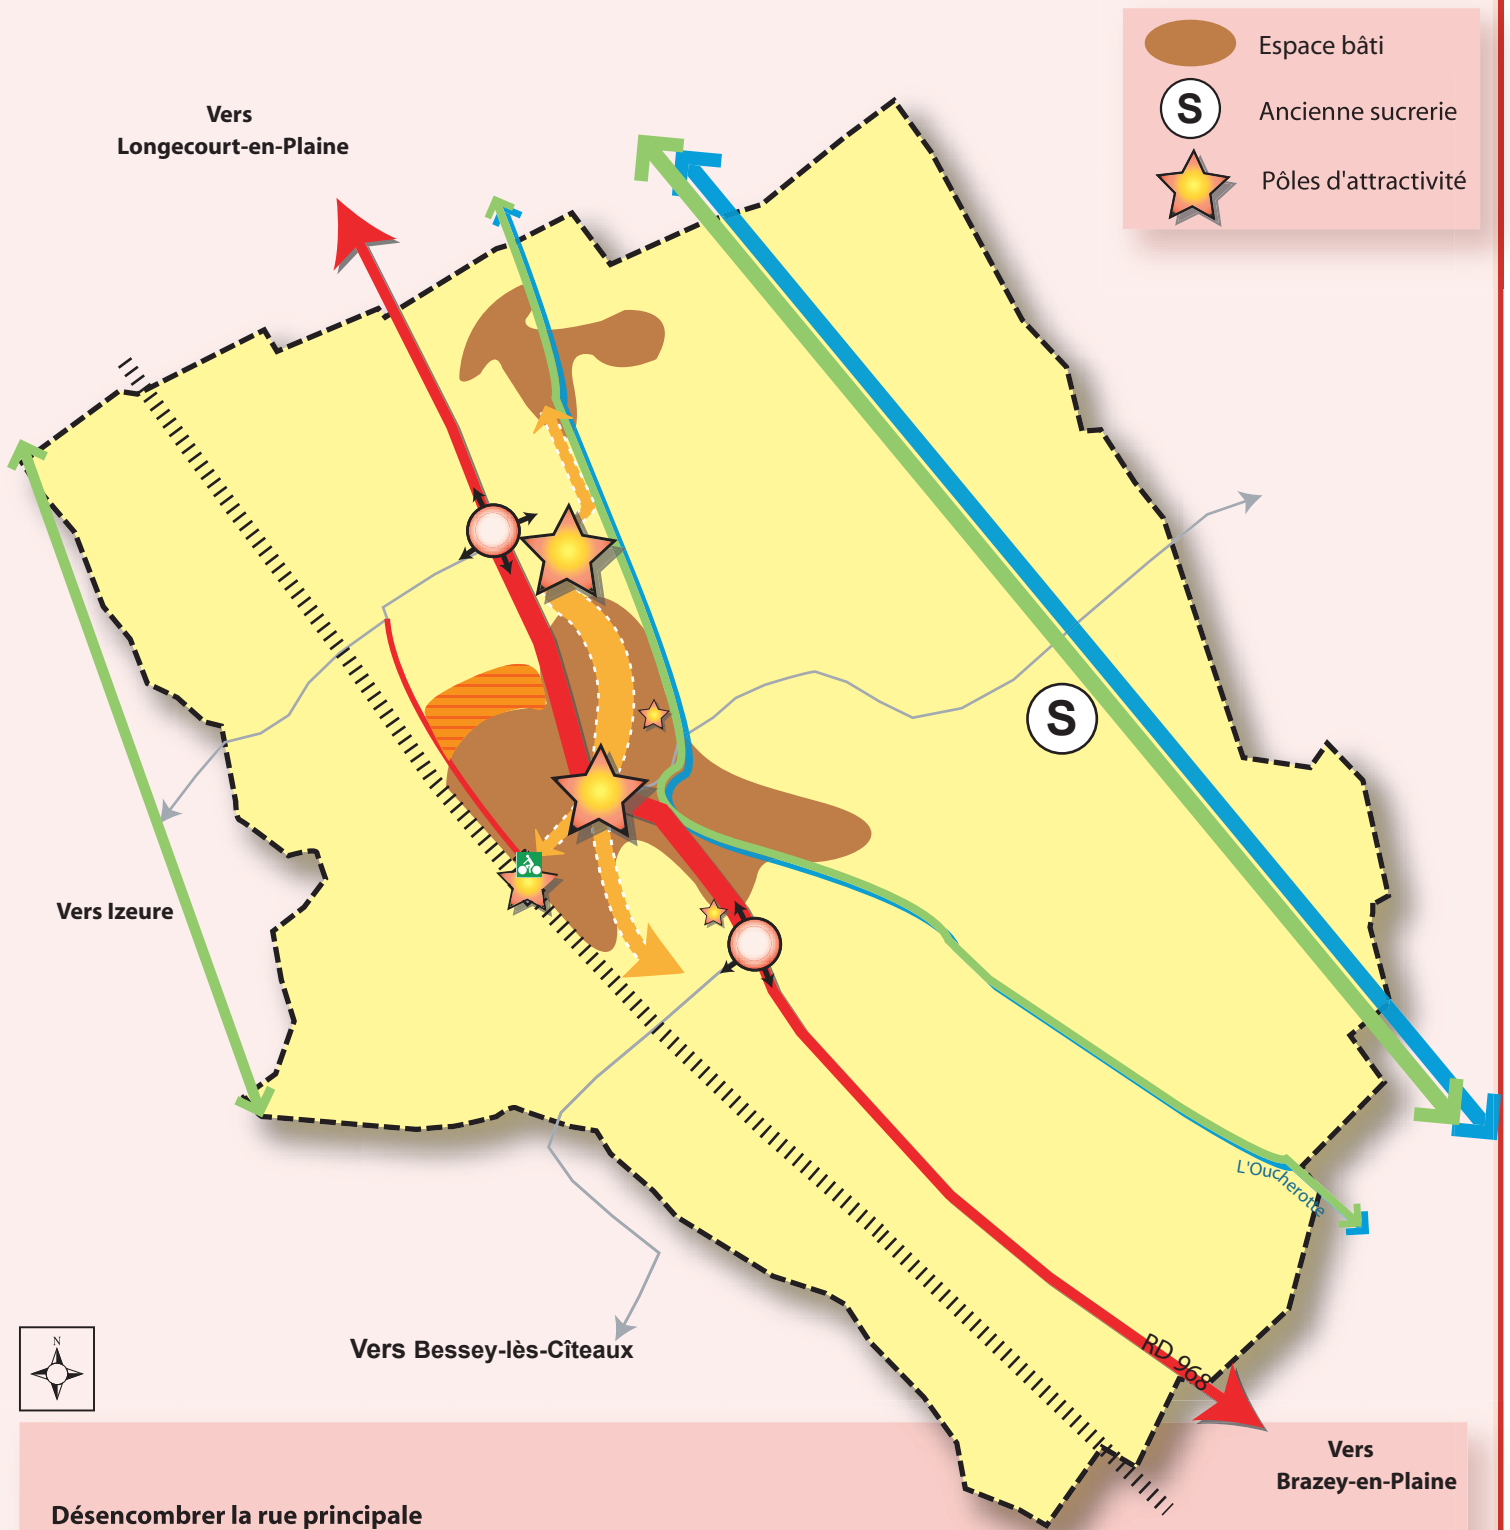 Espace bâti
S
Ancienne sucrerie
Pôles d'attractivité
Vers
Longecourt-en-Plaine
S
Vers Izeure
L'Oucherotte
Vers Bessey-lès-Cîteaux
N
RD 968
Vers
Brazey-en-Plaine
Désencombrer la rue principale